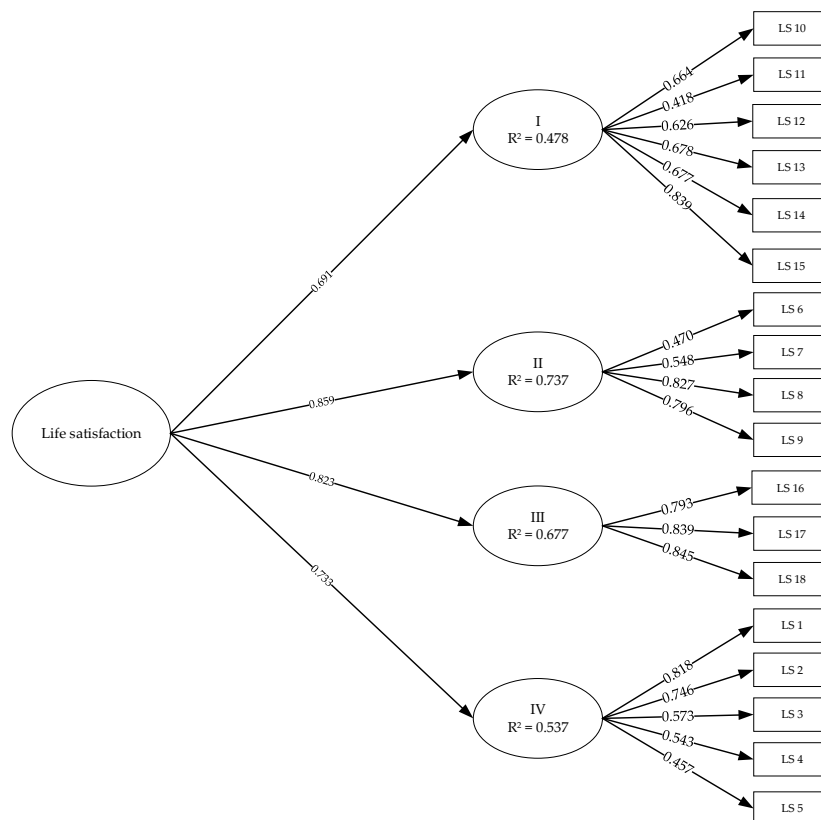 Life satisfaction
0.691
0.859
0.823
0.733
I
R² = 0.478
0.664
0.418
0.626
0.678
0.677
0.839
LS 10
LS 11
LS 12
LS 13
LS 14
LS 15
II
R² = 0.737
0.470
0.548
0.827
0.796
LS 6
LS 7
LS 8
LS 9
III
R² = 0.677
0.793
0.839
0.845
LS 16
LS 17
LS 18
IV
R² = 0.537
0.818
0.746
0.573
0.543
0.457
LS 1
LS 2
LS 3
LS 4
LS 5